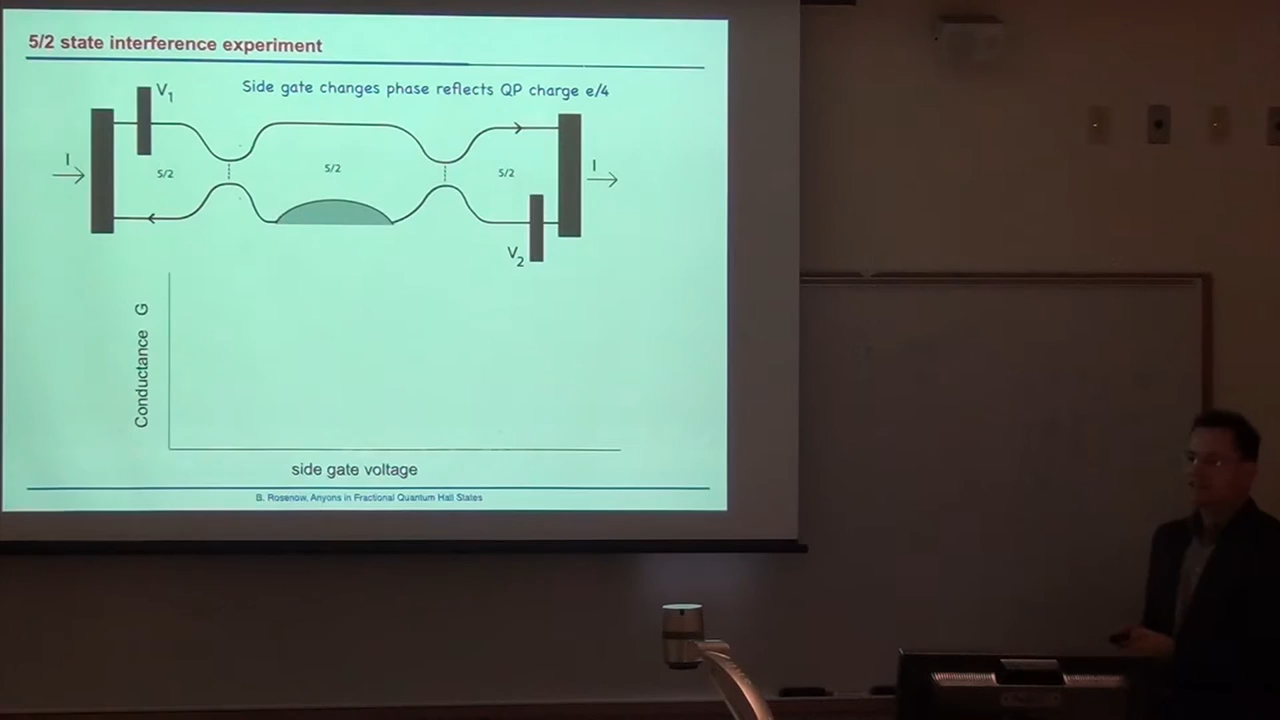 5/2 state interference experiment
Side gate changes phase reflects QP charge e/4
V1
I
5/2
5/2
5/2
I
V2
Conductance G
side gate voltage
B. Rosenow, Anyons in Fractional Quantum Hall States